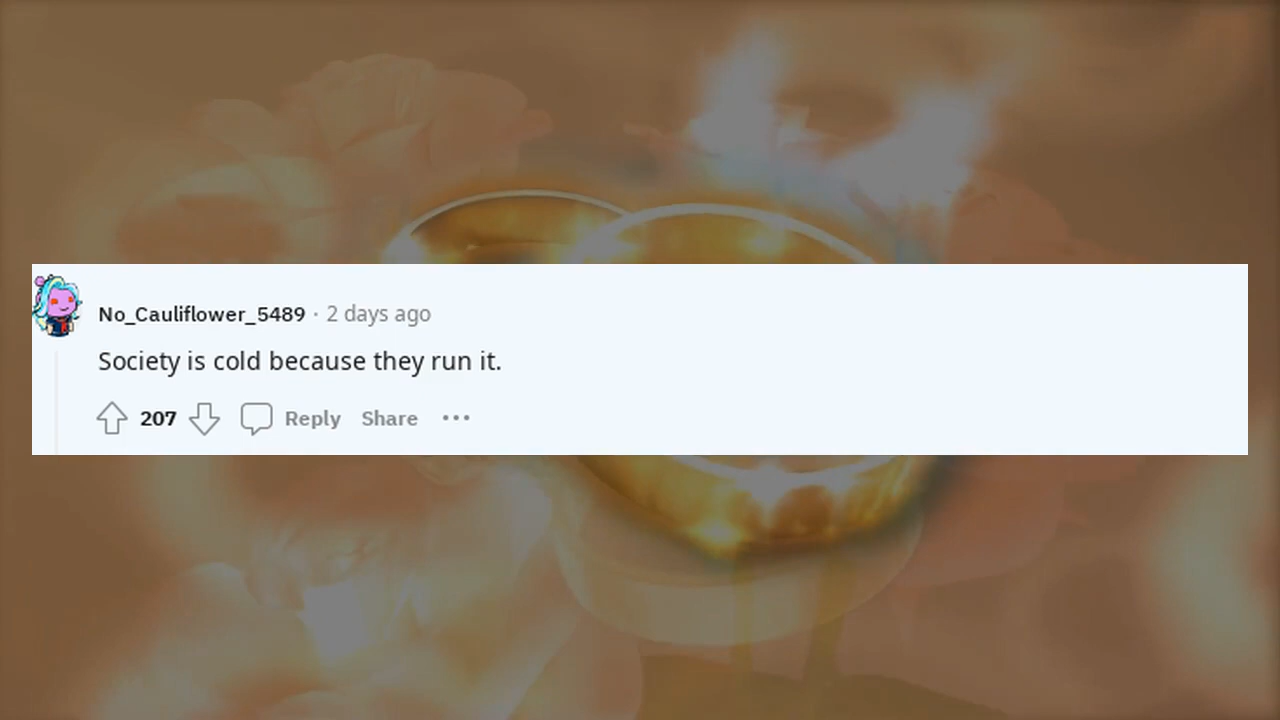 No_Cauliflower_5489 · 2 days ago
Society is cold because they run it.
207 Reply Share ···